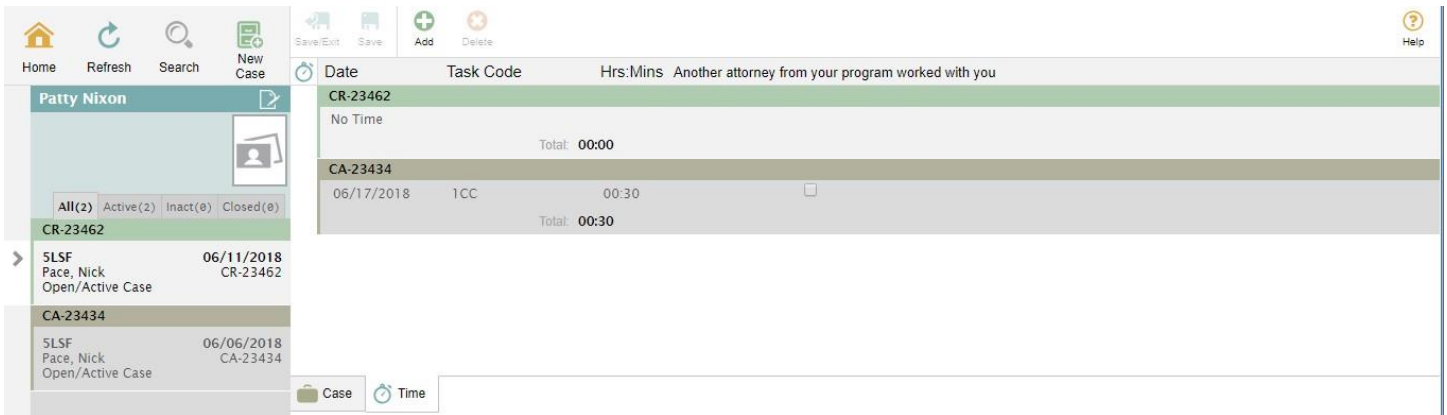 Home Refresh Search New Case
Save/Exit Save Add Delete Help
Date Task Code Hrs:Mins Another attorney from your program worked with you
Patty Nixon
All(2) Active(2) Inact(0) Closed(0)
CR-23462
5LSF 06/11/2018
Pace, Nick CR-23462
Open/Active Case
CA-23434
5LSF 06/06/2018
Pace, Nick CA-23434
Open/Active Case
CR-23462
No Time
Total: 00:00
CA-23434
06/17/2018 1CC 00:30
Total: 00:30
Case Time